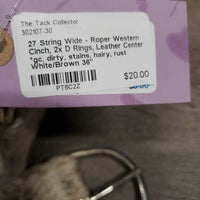 The Tack Collector
302107-30
27 String Wide - Roper Western
Cinch, 2x D Rings, Leather Center
*gc, dirty, stains, hairy, rust
White/Brown 36"
$20.00
PT6C2Z